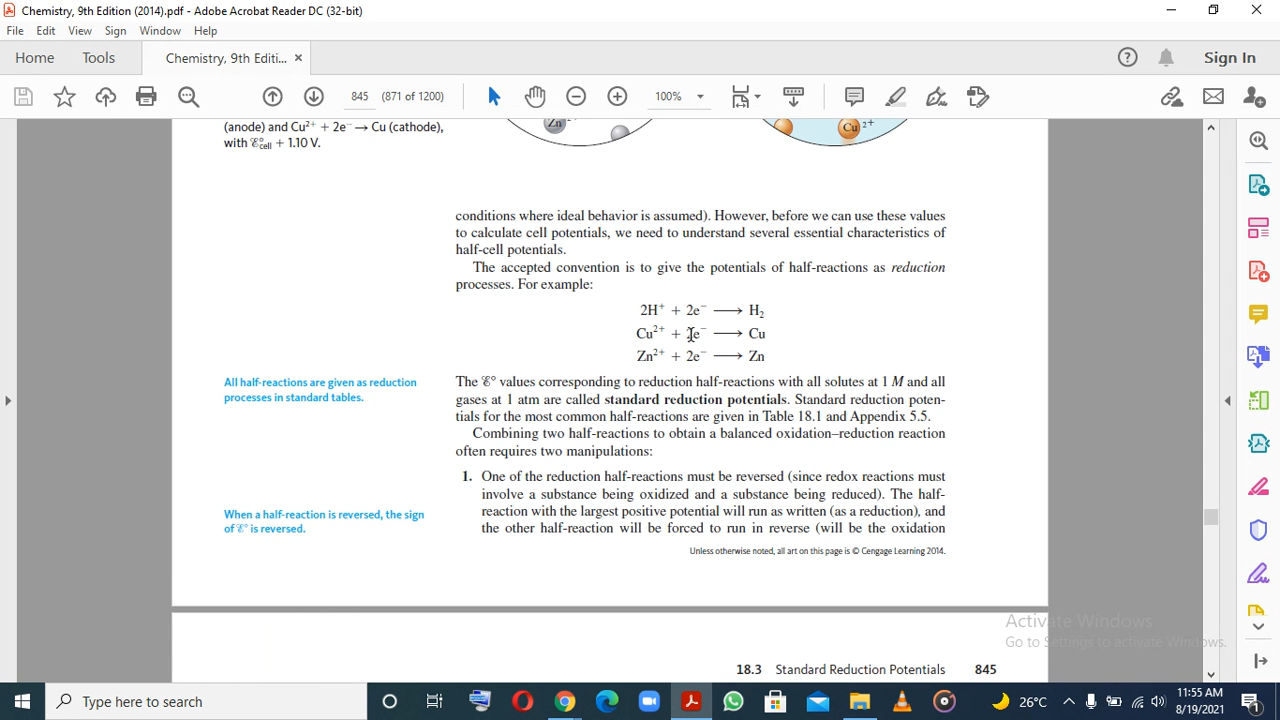 Chemistry, 9th Edition (2014).pdf - Adobe Acrobat Reader DC (32-bit)
File Edit View Sign Window Help
Home Tools Chemistry, 9th Editi... × Sign In
845 (871 of 1200) 100%
(anode) and Cu²⁺ + 2e⁻ ⟶ Cu (cathode),
with ℰ°cell + 1.10 V.
Zn 2+
Cu 2+
conditions where ideal behavior is assumed). However, before we can use these values
to calculate cell potentials, we need to understand several essential characteristics of
half-cell potentials.
The accepted convention is to give the potentials of half-reactions as reduction
processes. For example:
2H⁺ + 2e⁻ ⟶ H₂
Cu²⁺ + 2e⁻ ⟶ Cu
Zn²⁺ + 2e⁻ ⟶ Zn
All half-reactions are given as reduction
processes in standard tables.
The ℰ° values corresponding to reduction half-reactions with all solutes at 1 M and all
gases at 1 atm are called standard reduction potentials. Standard reduction poten-
tials for the most common half-reactions are given in Table 18.1 and Appendix 5.5.
Combining two half-reactions to obtain a balanced oxidation–reduction reaction
often requires two manipulations:
1. One of the reduction half-reactions must be reversed (since redox reactions must
involve a substance being oxidized and a substance being reduced). The half-
reaction with the largest positive potential will run as written (as a reduction), and
the other half-reaction will be forced to run in reverse (will be the oxidation
When a half-reaction is reversed, the sign
of ℰ° is reversed.
Unless otherwise noted, all art on this page is © Cengage Learning 2014.
Activate Windows
Go to Settings to activate Windows.
18.3 Standard Reduction Potentials 845
Type here to search
26°C
11:55 AM
8/19/2021
1